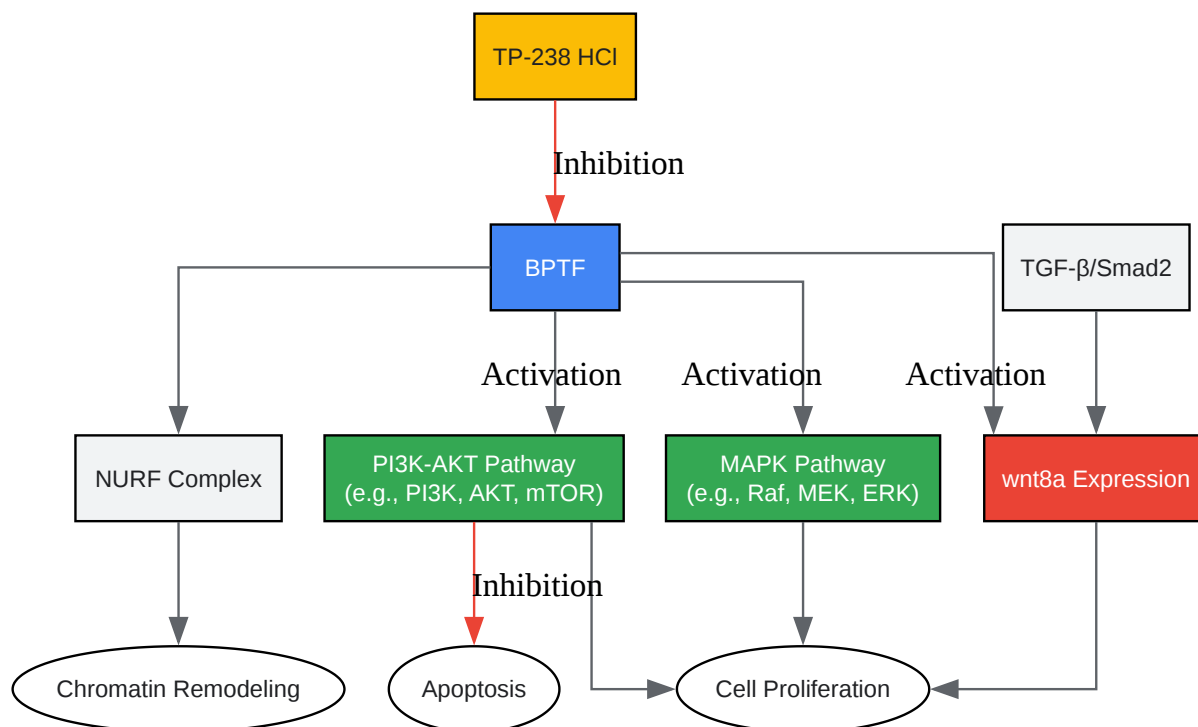 TP-238 HCl
Inhibition
BPTF
TGF-β/Smad2
Activation
Activation
Activation
NURF Complex
PI3K-AKT Pathway
(e.g., PI3K, AKT, mTOR)
MAPK Pathway
(e.g., Raf, MEK, ERK)
wnt8a Expression
Inhibition
Chromatin Remodeling
Apoptosis
Cell Proliferation